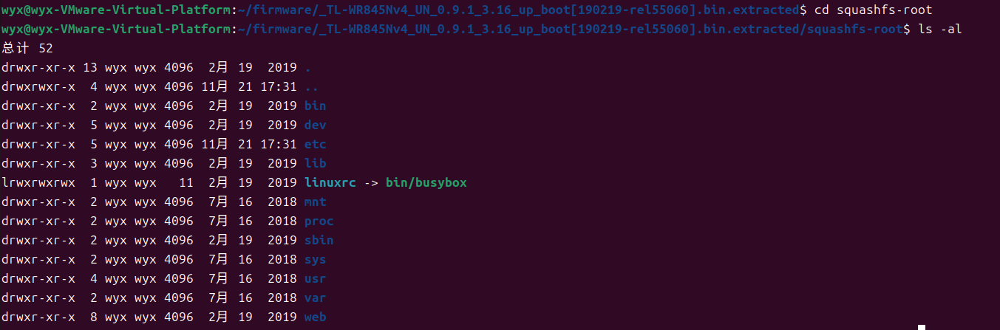 wyx@wyx-VMware-Virtual-Platform:~/firmware/_TL-WR845Nv4_UN_0.9.1_3.16_up_boot[190219-rel55060].bin.extracted$ cd squashfs-root
wyx@wyx-VMware-Virtual-Platform:~/firmware/_TL-WR845Nv4_UN_0.9.1_3.16_up_boot[190219-rel55060].bin.extracted/squashfs-root$ ls -al
总计 52
drwxr-xr-x 13 wyx wyx 4096  2月 19  2019 .
drwxrwxr-x  4 wyx wyx 4096 11月 21 17:31 ..
drwxr-xr-x  2 wyx wyx 4096  2月 19  2019 bin
drwxr-xr-x  5 wyx wyx 4096  2月 19  2019 dev
drwxr-xr-x  5 wyx wyx 4096 11月 21 17:31 etc
drwxr-xr-x  3 wyx wyx 4096  2月 19  2019 lib
lrwxrwxrwx  1 wyx wyx   11  2月 19  2019 linuxrc -> bin/busybox
drwxr-xr-x  2 wyx wyx 4096  7月 16  2018 mnt
drwxr-xr-x  2 wyx wyx 4096  7月 16  2018 proc
drwxr-xr-x  2 wyx wyx 4096  2月 19  2019 sbin
drwxr-xr-x  2 wyx wyx 4096  7月 16  2018 sys
drwxr-xr-x  4 wyx wyx 4096  7月 16  2018 usr
drwxr-xr-x  2 wyx wyx 4096  7月 16  2018 var
drwxr-xr-x  8 wyx wyx 4096  2月 19  2019 web